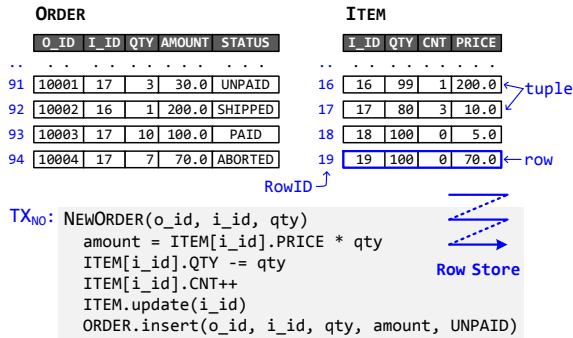 ORDER
O_ID I_ID QTY AMOUNT STATUS
.. . . . . . . . . . . .
91 10001 17 3 30.0 UNPAID
92 10002 16 1 200.0 SHIPPED
93 10003 17 10 100.0 PAID
94 10004 17 7 70.0 ABORTED
ITEM
I_ID QTY CNT PRICE
.. . . . . . . . .
16 16 99 1 200.0
17 17 80 3 10.0
18 18 100 0 5.0
19 19 100 0 70.0
tuple
row
RowID
Row Store
TXNO: NEWORDER(o_id, i_id, qty)
amount = ITEM[i_id].PRICE * qty
ITEM[i_id].QTY -= qty
ITEM[i_id].CNT++
ITEM.update(i_id)
ORDER.insert(o_id, i_id, qty, amount, UNPAID)